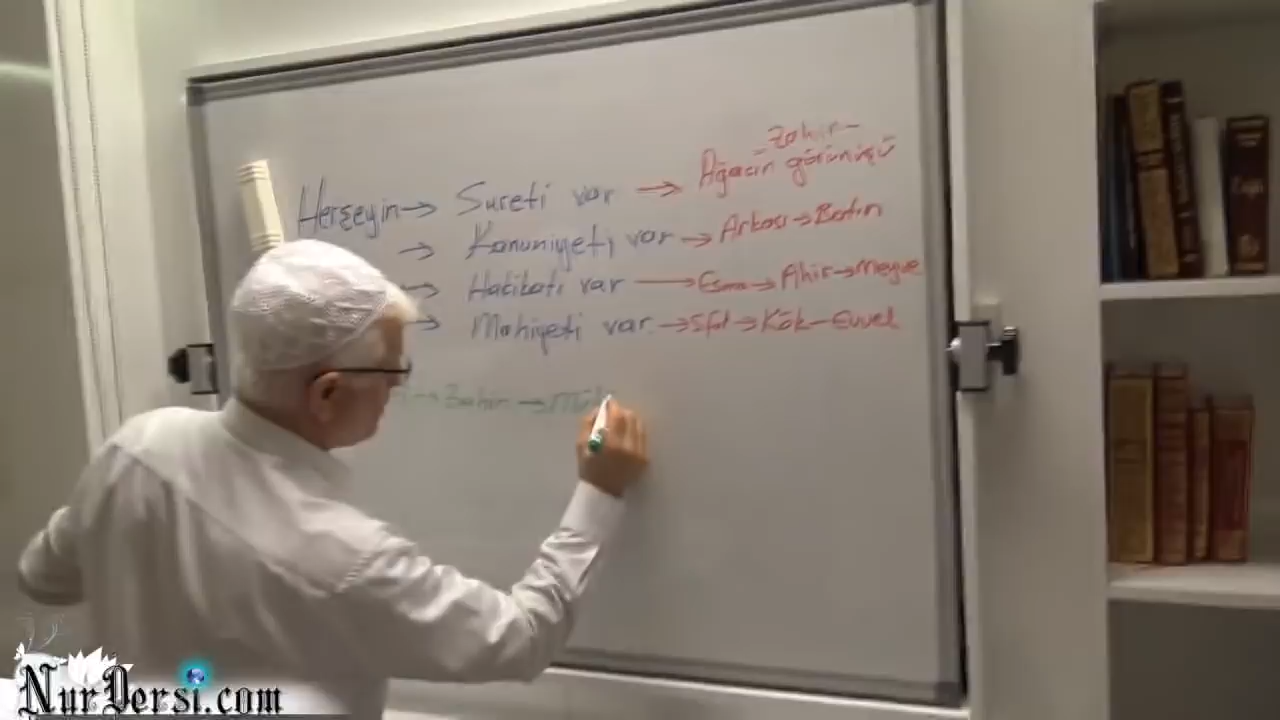 = Zahir-
Herşeyin → Sureti var → Ağacın görünüşü
→ Kanuniyeti var → Arkası → Batın
→ Hakikati var → Esma → Ahir → Meyve
→ Mahiyeti var → Sıfat → Kök - Evvel
→ Zahir →
NurDersi.com